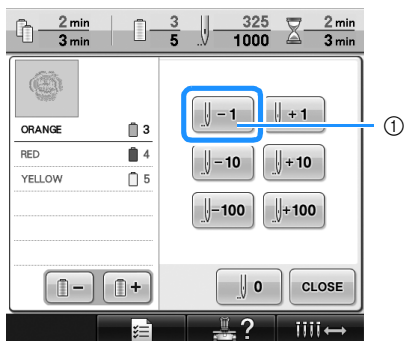 2 min 3 325 2 min
3 min 5 1000 3 min
− 1 + 1 ①
ORANGE 3
RED 4
YELLOW 5
− 10 + 10
−100 +100
− + 0 CLOSE
?